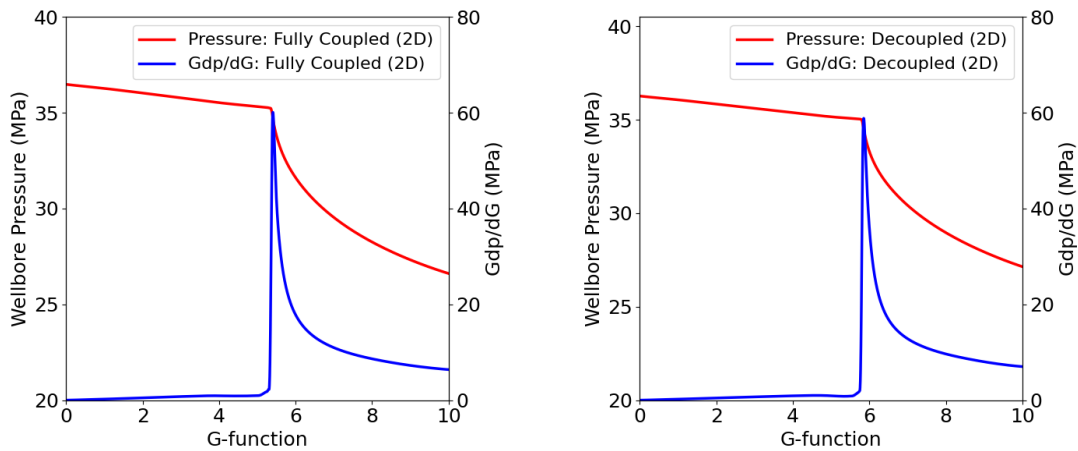 Pressure: Fully Coupled (2D)
Gdp/dG: Fully Coupled (2D)
Wellbore Pressure (MPa)
40
35
30
25
20
0 2 4 6 8 10
G-function
80
60
40
20
0
Gdp/dG (MPa)
Pressure: Decoupled (2D)
Gdp/dG: Decoupled (2D)
Wellbore Pressure (MPa)
40
35
30
25
20
0 2 4 6 8 10
G-function
80
60
40
20
0
Gdp/dG (MPa)